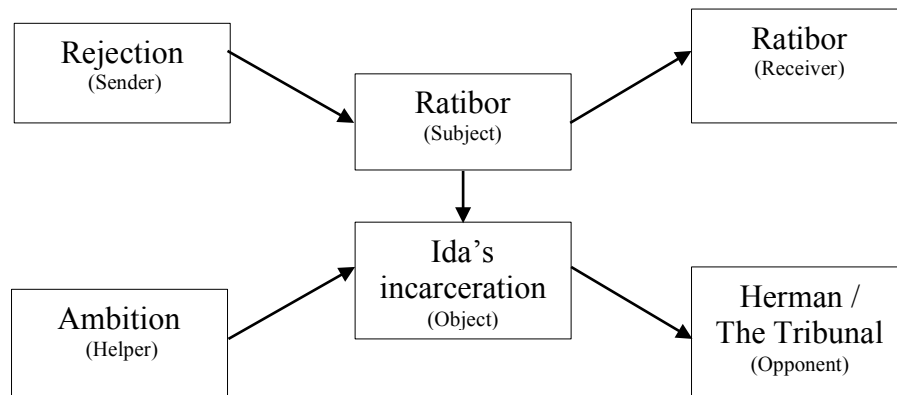 Rejection
(Sender)
Ratibor
(Receiver)
Ratibor
(Subject)
Ida’s
incarceration
(Object)
Ambition
(Helper)
Herman /
The Tribunal
(Opponent)